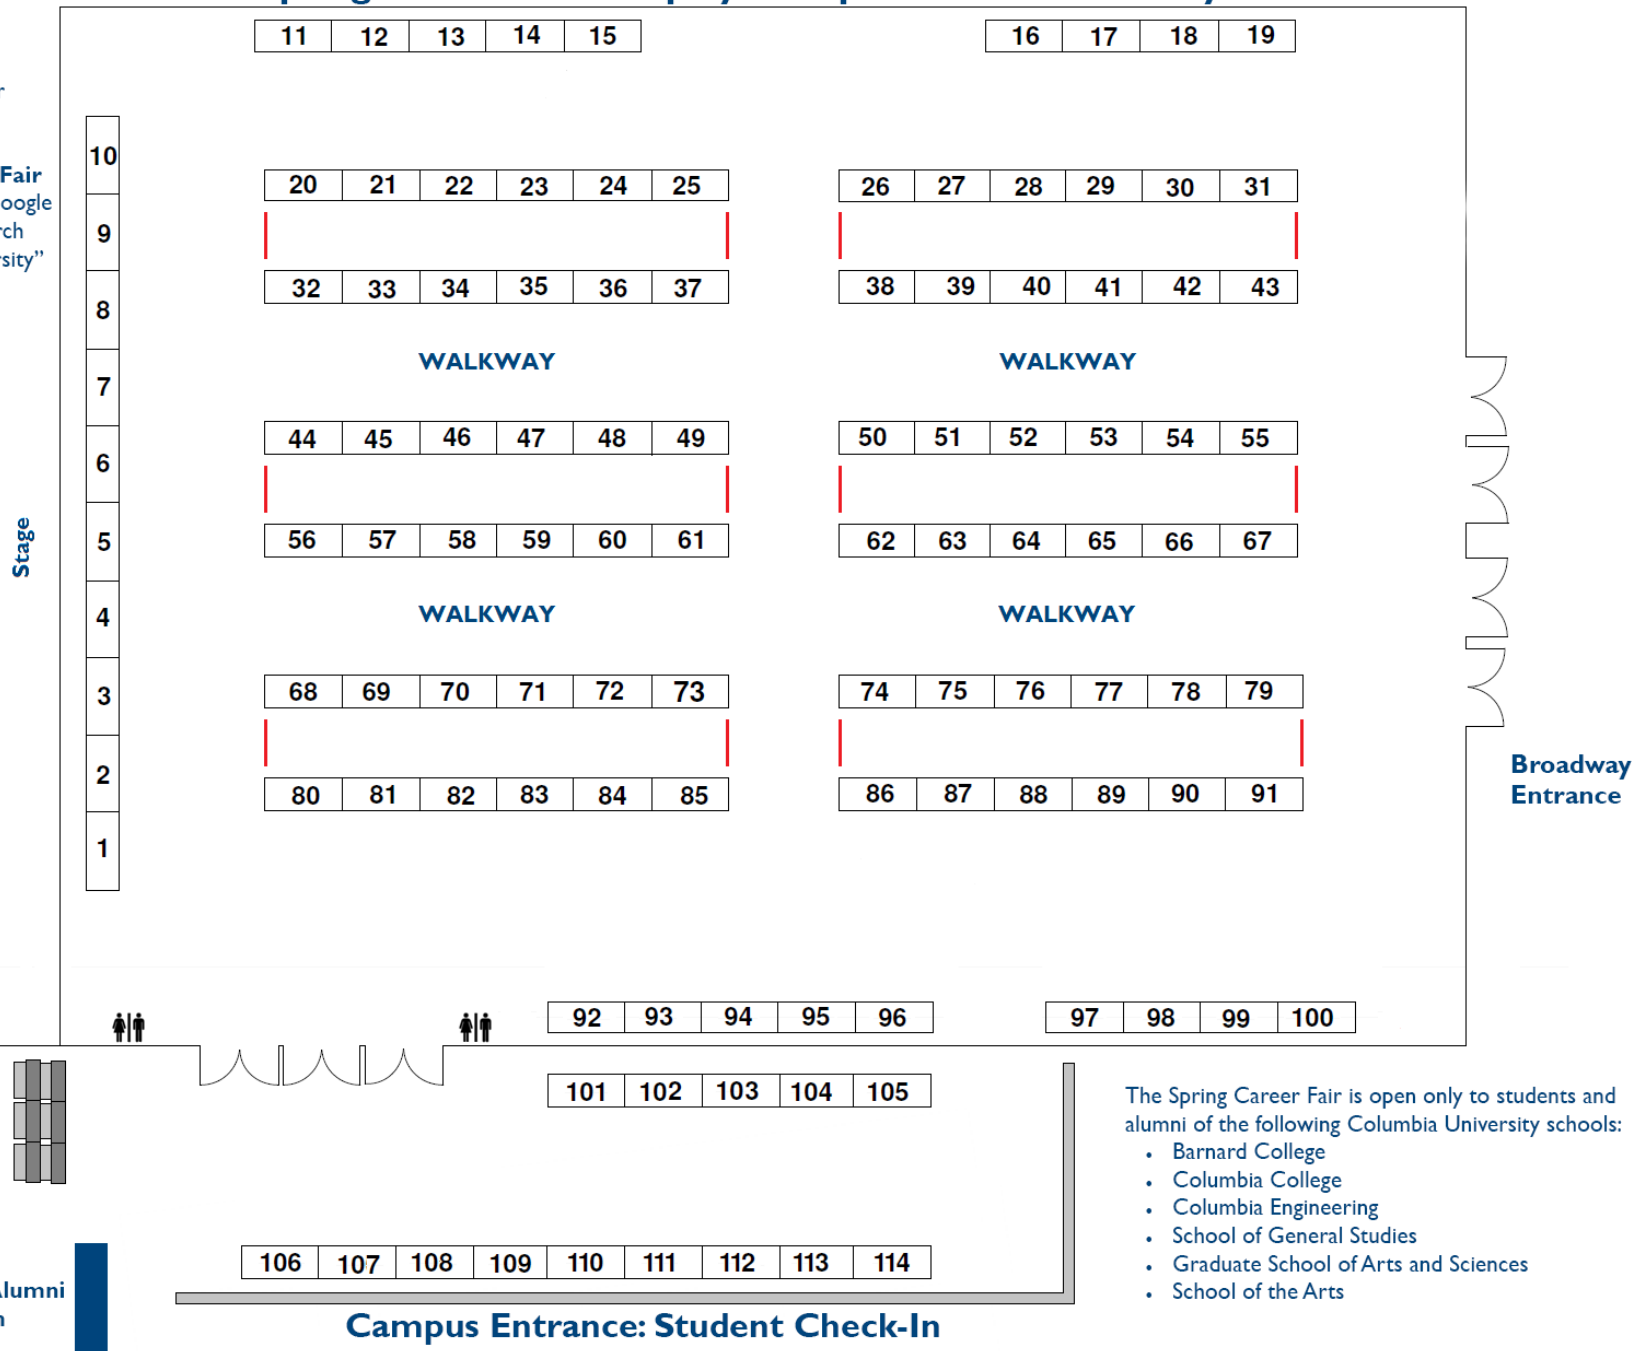 11 12 13 14 15 16 17 18 19
10
Fair
20 21 22 23 24 25 26 27 28 29 30 31
oogle
9
sity”
32 33 34 35 36 37 38 39 40 41 42 43
8
WALKWAY WALKWAY
7
44 45 46 47 48 49 50 51 52 53 54 55
6
Stage
5
56 57 58 59 60 61 62 63 64 65 66 67
4
WALKWAY WALKWAY
3
68 69 70 71 72 73 74 75 76 77 78 79
2
80 81 82 83 84 85 86 87 88 89 90 91
Broadway
Entrance
1
92 93 94 95 96 97 98 99 100
101 102 103 104 105
The Spring Career Fair is open only to students and
alumni of the following Columbia University schools:
• Barnard College
• Columbia College
• Columbia Engineering
• School of General Studies
• Graduate School of Arts and Sciences
• School of the Arts
106 107 108 109 110 111 112 113 114
Alumni
Campus Entrance: Student Check-In